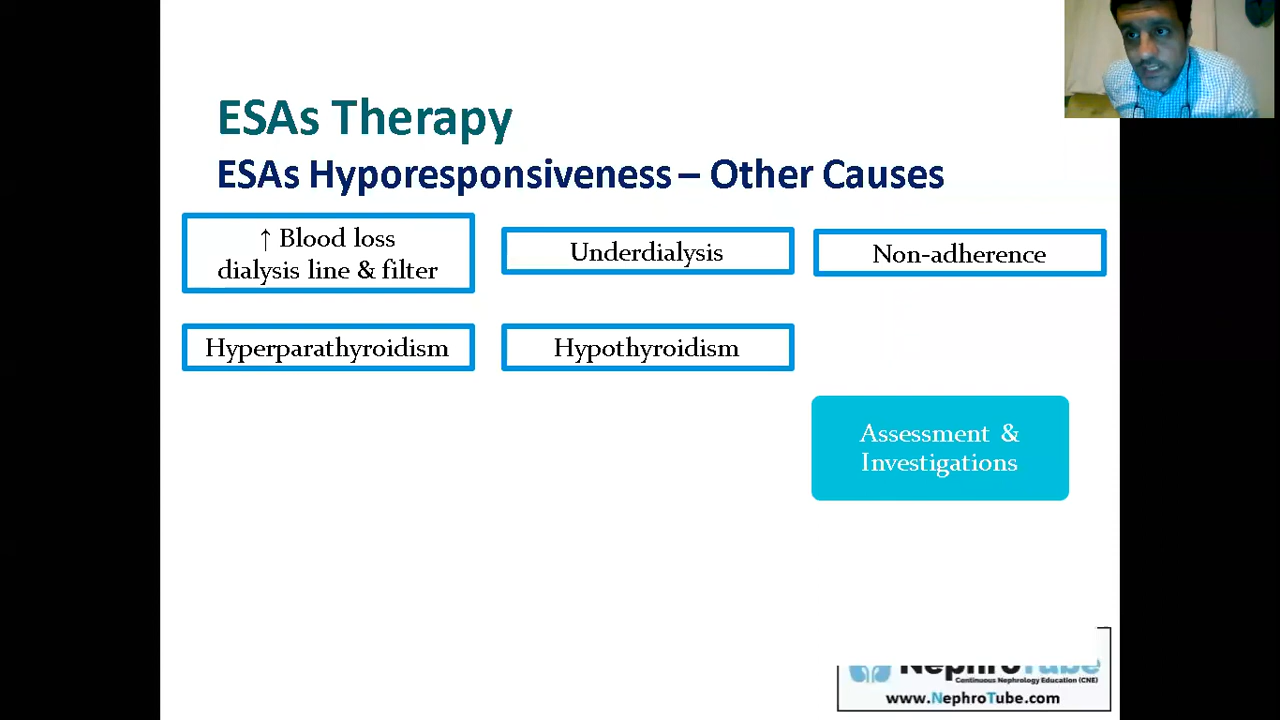 ESAs Therapy
ESAs Hyporesponsiveness – Other Causes
↑ Blood loss
dialysis line & filter
Underdialysis
Non-adherence
Hyperparathyroidism
Hypothyroidism
Assessment &
Investigations
NephroTube
Continuous Nephrology Education (CNE)
www.NephroTube.com